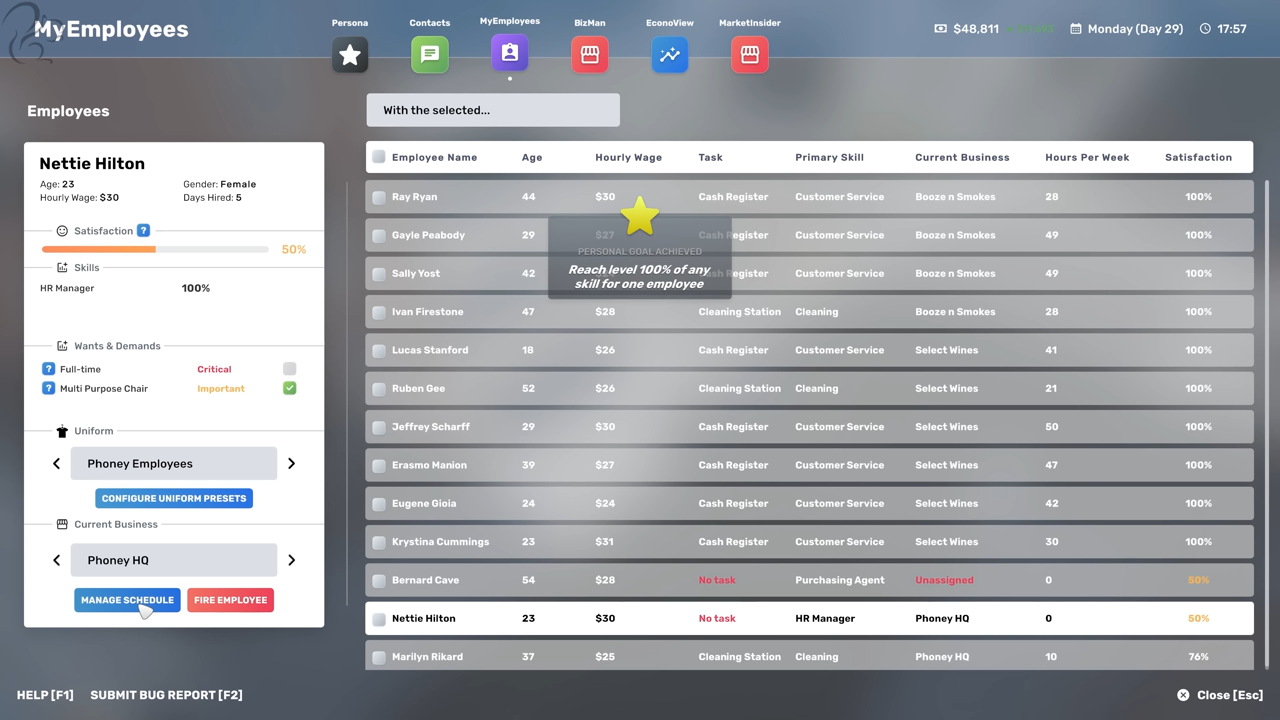 MyEmployees
Persona
Contacts
MyEmployees
BizMan
EconoView
MarketInsider
$48,811
Monday (Day 29)
17:57
Employees
With the selected...
Nettie Hilton
Age: 23
Gender: Female
Hourly Wage: $30
Days Hired: 5
Satisfaction ?
50%
Skills
HR Manager 100%
Wants & Demands
? Full-time Critical
? Multi Purpose Chair Important
Uniform
Phoney Employees
CONFIGURE UNIFORM PRESETS
Current Business
Phoney HQ
MANAGE SCHEDULE
FIRE EMPLOYEE
Employee Name Age Hourly Wage Task Primary Skill Current Business Hours Per Week Satisfaction
Ray Ryan 44 $30 Cash Register Customer Service Booze n Smokes 28 100%
Gayle Peabody 29 $27 Cash Register Customer Service Booze n Smokes 49 100%
Sally Yost 42 Cash Register Customer Service Booze n Smokes 49 100%
Ivan Firestone 47 $28 Cleaning Station Cleaning Booze n Smokes 28 100%
Lucas Stanford 18 $26 Cash Register Customer Service Select Wines 41 100%
Ruben Gee 52 $26 Cleaning Station Cleaning Select Wines 21 100%
Jeffrey Scharff 29 $30 Cash Register Customer Service Select Wines 50 100%
Erasmo Manion 39 $27 Cash Register Customer Service Select Wines 47 100%
Eugene Gioia 24 $24 Cash Register Customer Service Select Wines 42 100%
Krystina Cummings 23 $31 Cash Register Customer Service Select Wines 30 100%
Bernard Cave 54 $28 No task Purchasing Agent Unassigned 0 50%
Nettie Hilton 23 $30 No task HR Manager Phoney HQ 0 50%
Marilyn Rikard 37 $25 Cleaning Station Cleaning Phoney HQ 10 76%
PERSONAL GOAL ACHIEVED
Reach level 100% of any
skill for one employee
HELP [F1]
SUBMIT BUG REPORT [F2]
Close [Esc]